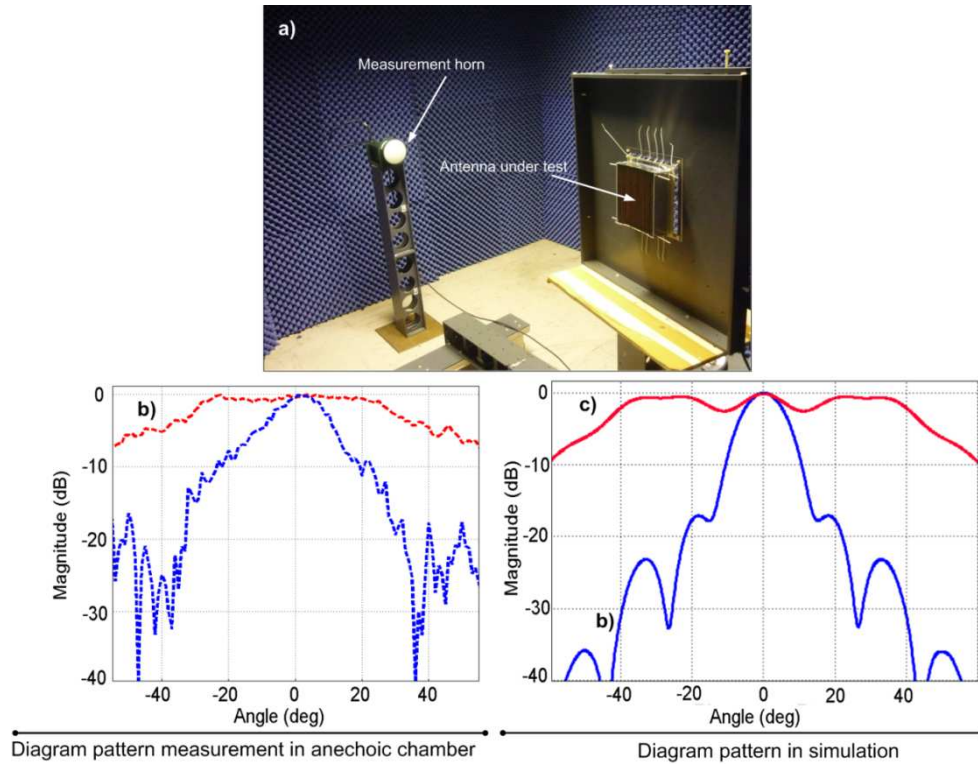 a)
Measurement horn
Antenna under test
b)
0
-10
-20
-30
-40
Magnitude (dB)
-40
-20
0
20
40
Angle (deg)
Diagram pattern measurement in anechoic chamber
c)
0
-10
-20
-30
-40
Magnitude (dB)
b)
-40
-20
0
20
40
Angle (deg)
Diagram pattern in simulation